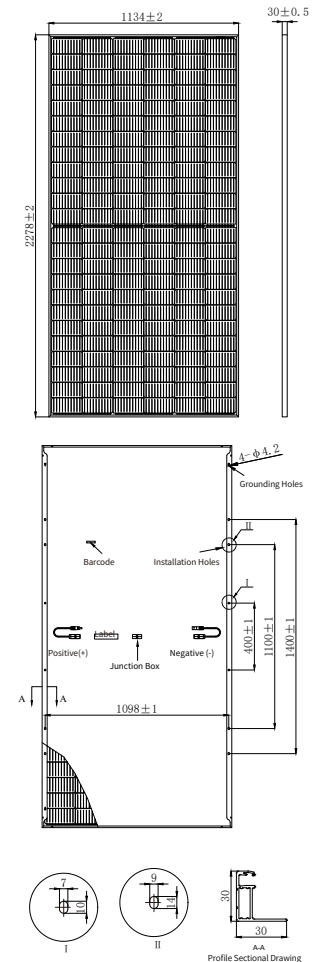 1134±2
30±0.5
2278±2
4-φ4.2
Grounding Holes
II
Barcode
Installation Holes
I
Label
Positive(+)
Negative (-)
Junction Box
400±1
1100±1
1400±1
A
A
1098±1
7
10
I
9
14
II
30
30
A-A
Profile Sectional Drawing